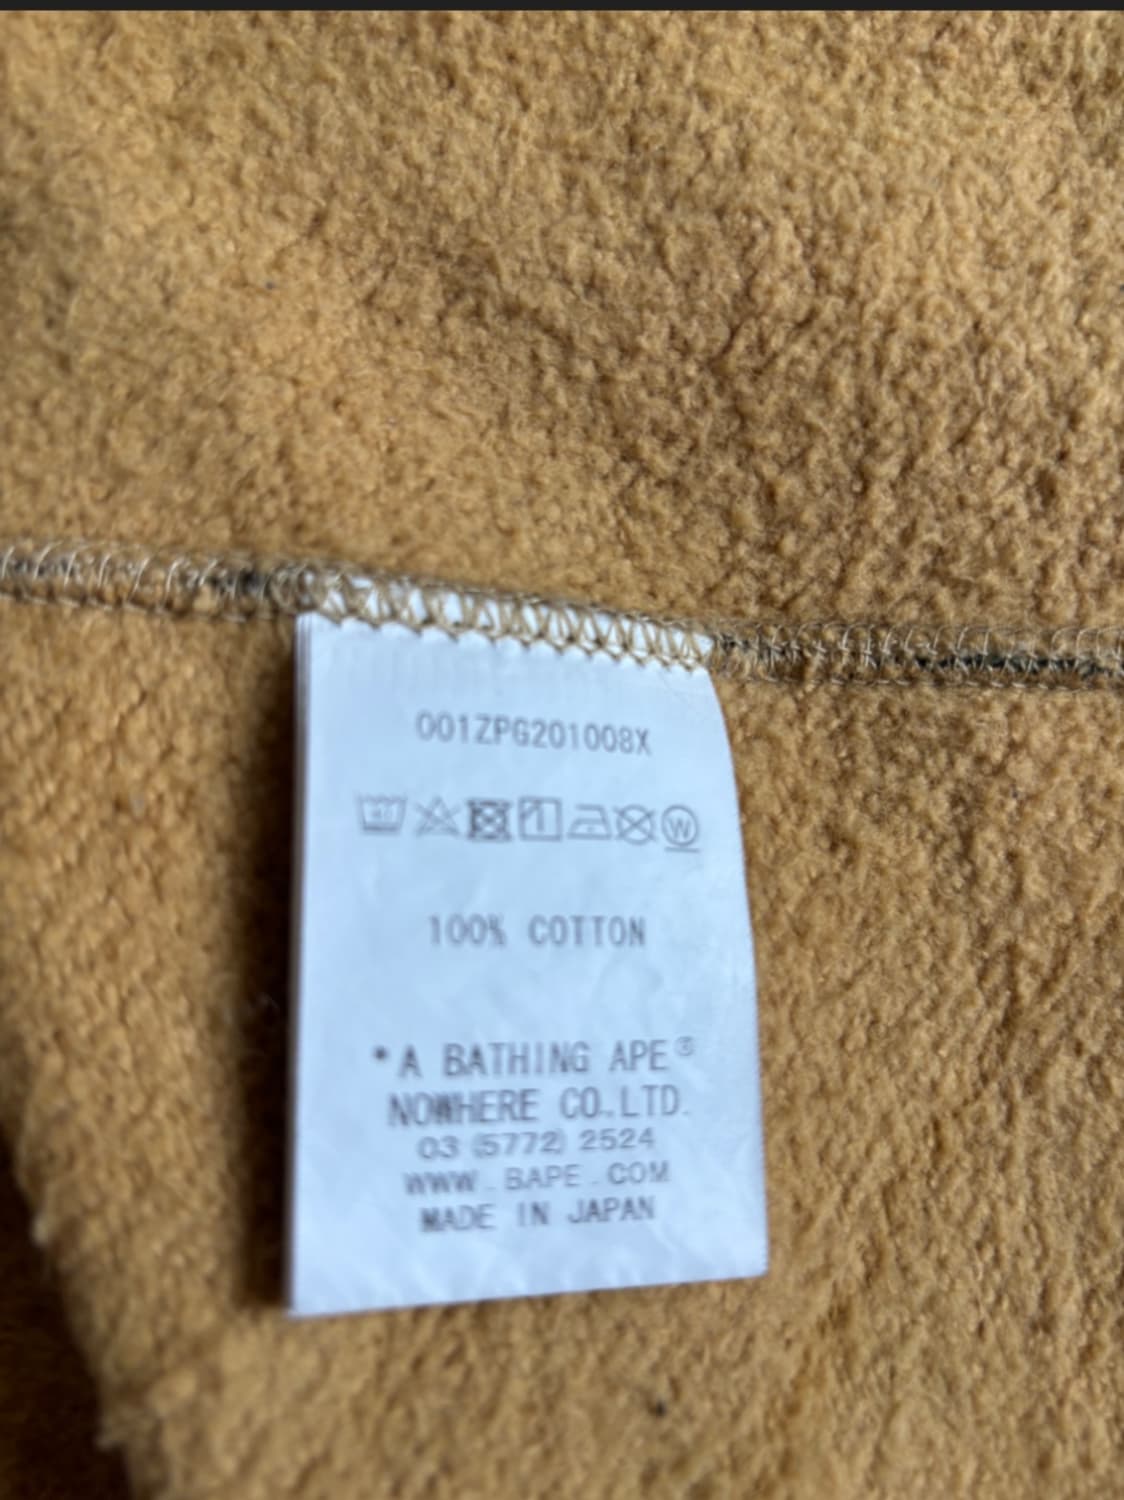 001ZPG201008X
100% COTTON
*A BATHING APE®
NOWHERE CO.LTD.
03 (5772) 2524
WWW.BAPE.COM
MADE IN JAPAN